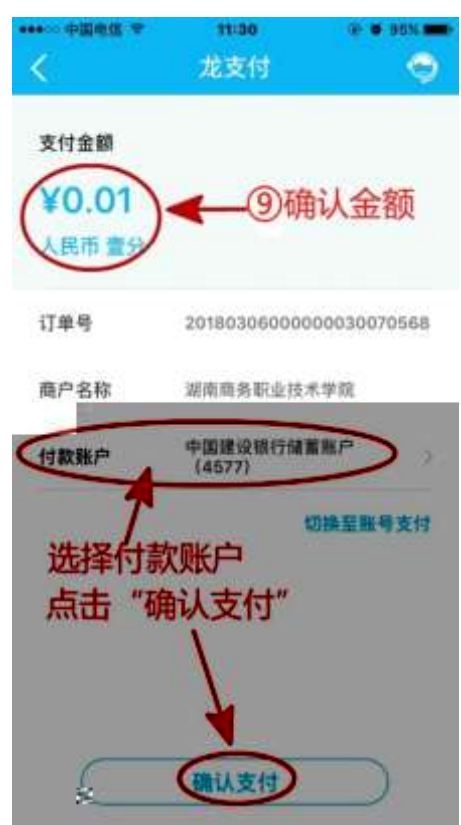 中国电信 11:30 95%
龙支付
支付金额
¥0.01
⑨确认金额
人民币 壹分
订单号 20180306000000030070568
商户名称 湖南商务职业技术学院
付款账户 中国建设银行储蓄账户
(4577)
切换至账号支付
选择付款账户
点击“确认支付”
确认支付